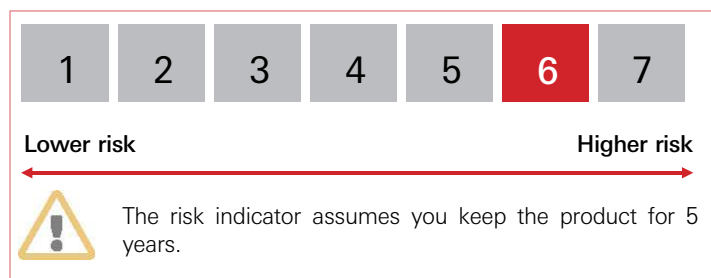 1 2 3 4 5 6 7
Lower risk Higher risk
The risk indicator assumes you keep the product for 5
years.